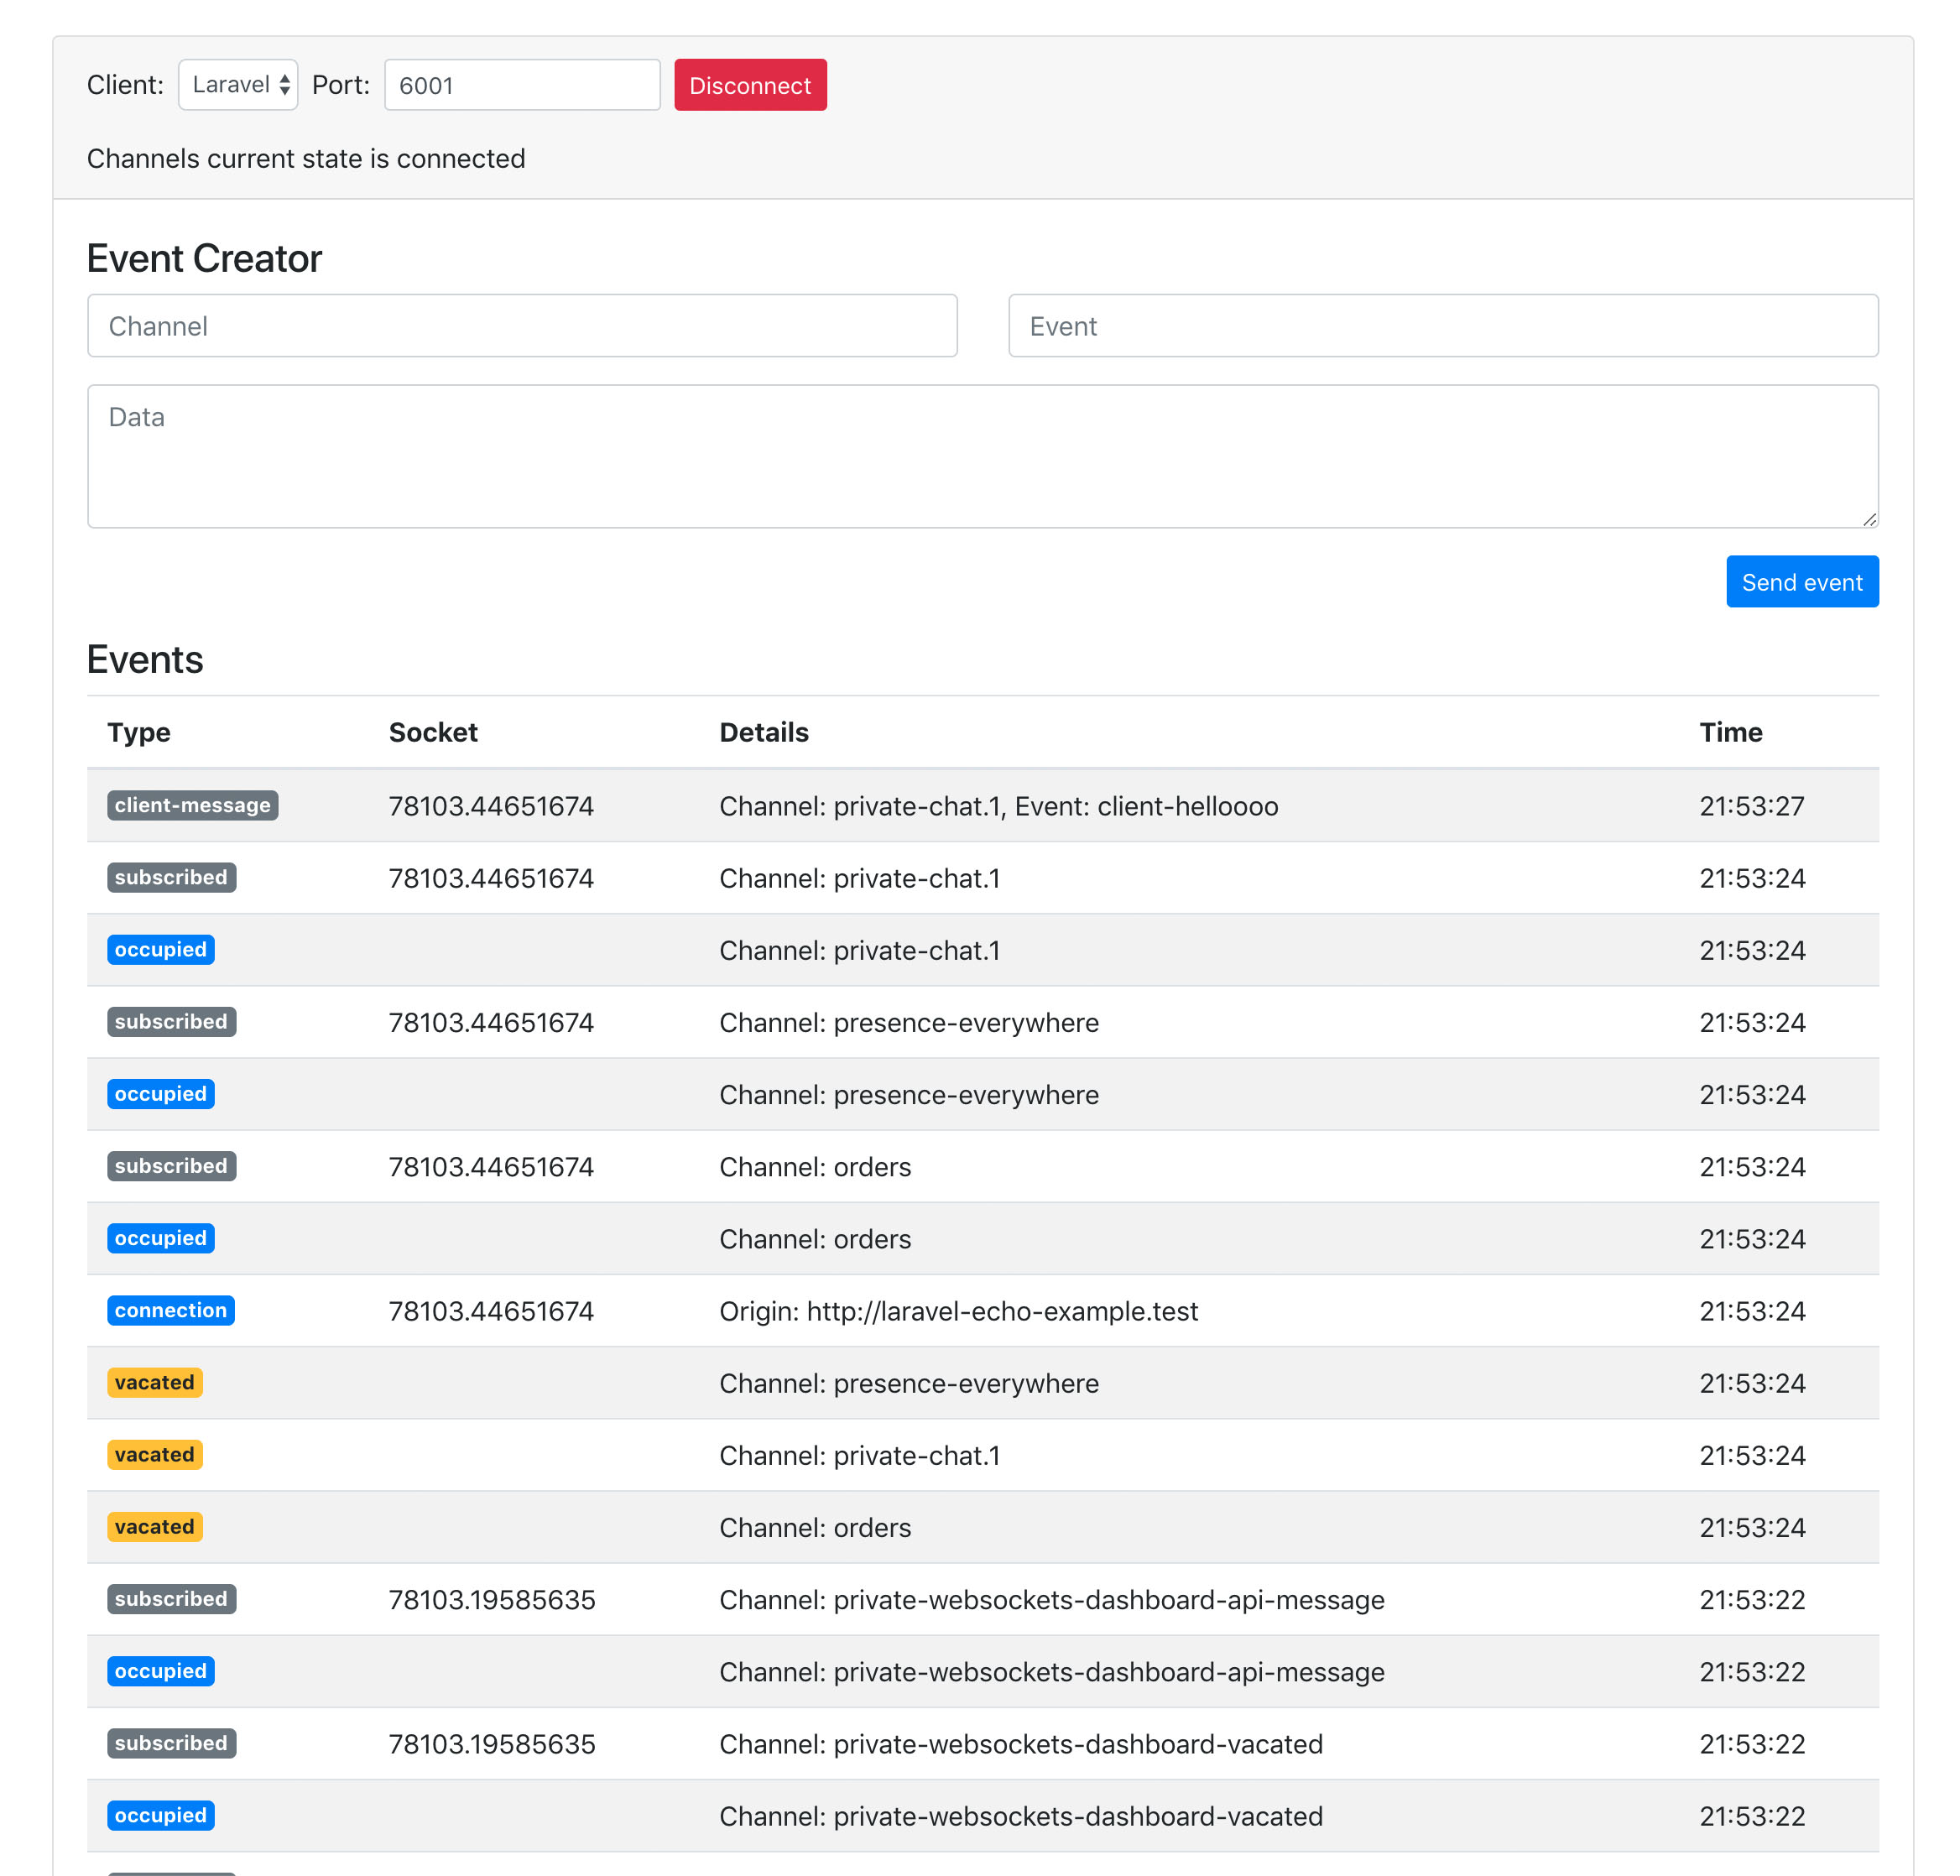 Client: Laravel Port: 6001 Disconnect
Channels current state is connected
Event Creator
Channel Event
Data
Send event
Events
Type Socket Details Time
client-message 78103.44651674 Channel: private-chat.1, Event: client-helloooo 21:53:27
subscribed 78103.44651674 Channel: private-chat.1 21:53:24
occupied Channel: private-chat.1 21:53:24
subscribed 78103.44651674 Channel: presence-everywhere 21:53:24
occupied Channel: presence-everywhere 21:53:24
subscribed 78103.44651674 Channel: orders 21:53:24
occupied Channel: orders 21:53:24
connection 78103.44651674 Origin: http://laravel-echo-example.test 21:53:24
vacated Channel: presence-everywhere 21:53:24
vacated Channel: private-chat.1 21:53:24
vacated Channel: orders 21:53:24
subscribed 78103.19585635 Channel: private-websockets-dashboard-api-message 21:53:22
occupied Channel: private-websockets-dashboard-api-message 21:53:22
subscribed 78103.19585635 Channel: private-websockets-dashboard-vacated 21:53:22
occupied Channel: private-websockets-dashboard-vacated 21:53:22